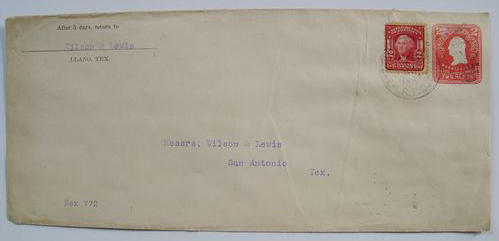 After 5 days, return to
Wilson & Lewis
LLANO, TEX.
Messrs. Wilson & Lewis
San Antonio
Tex.
Box 772